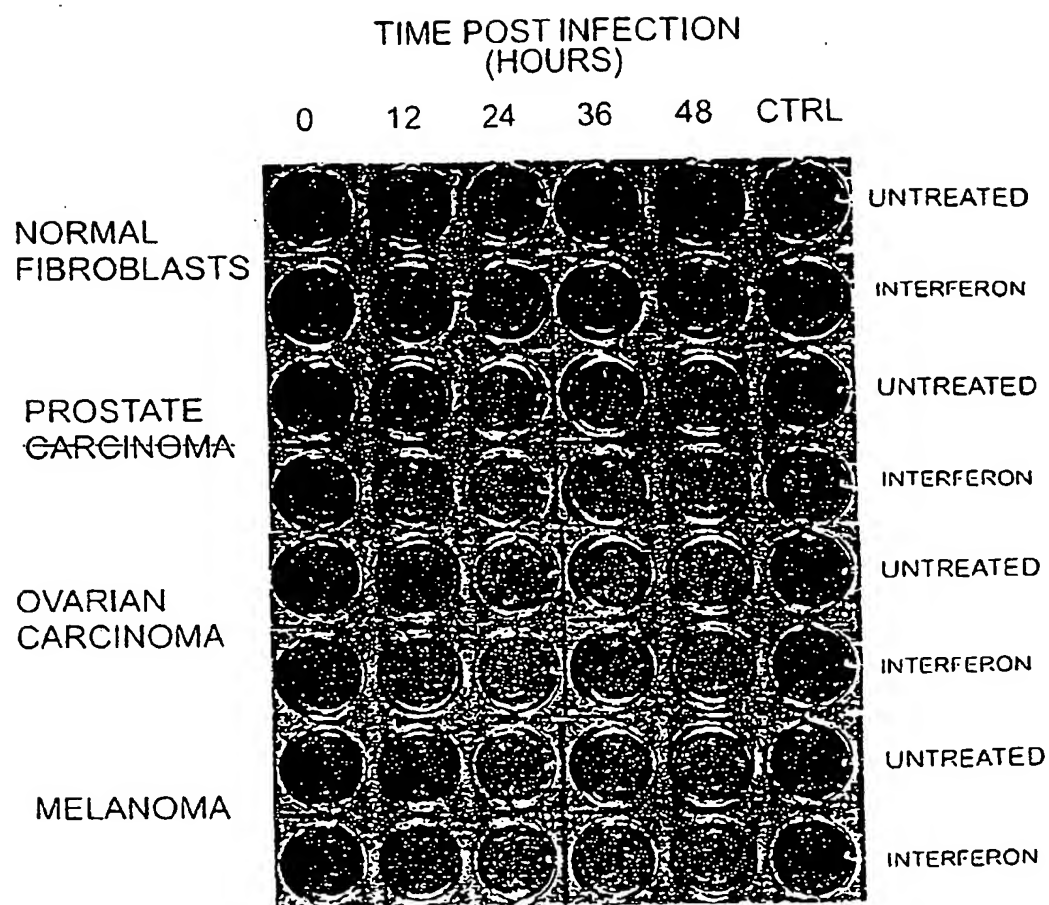 TIME POST INFECTION
(HOURS)
0 12 24 36 48 CTRL
NORMAL
FIBROBLASTS
UNTREATED
INTERFERON
PROSTATE
CARCINOMA
UNTREATED
INTERFERON
OVARIAN
CARCINOMA
UNTREATED
INTERFERON
MELANOMA
UNTREATED
INTERFERON